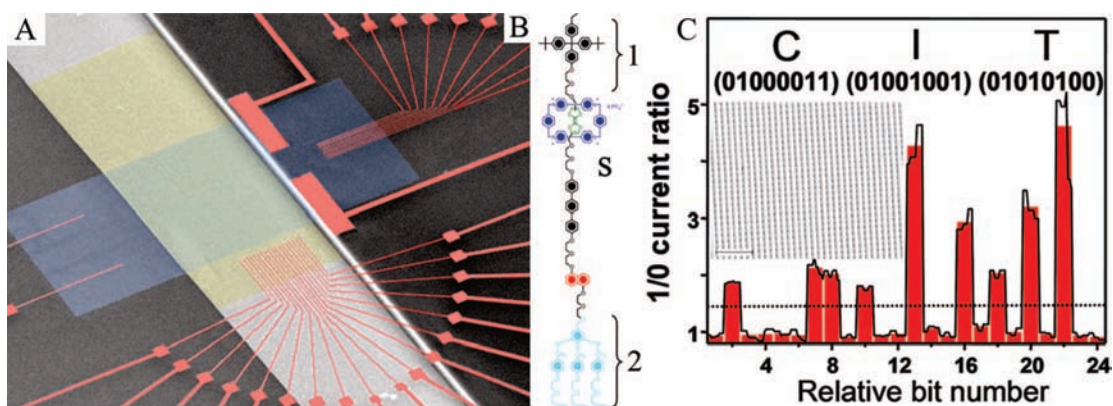 A
B
1
S
2
C
C I T
(01000011) (01001001) (01010100)
1/0 current ratio
5
3
1
4 8 12 16 20 24
Relative bit number